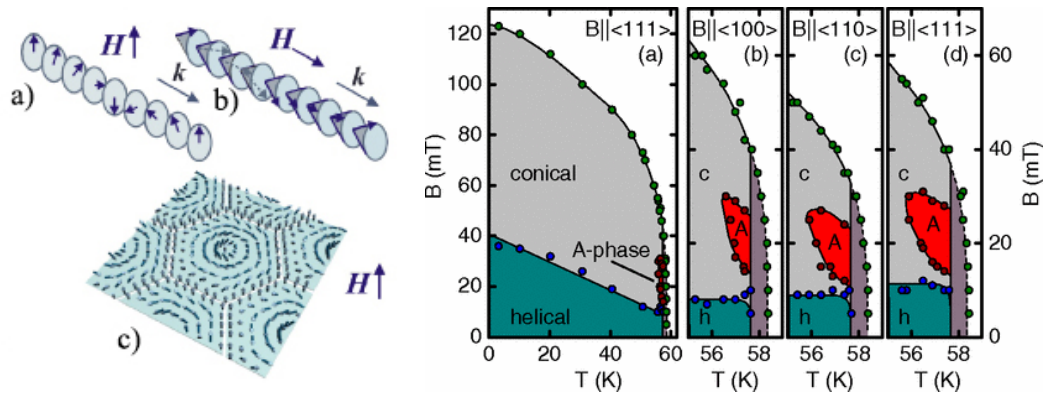 H
k
a)
H
k
b)
H
c)
B||<111>
(a)
B||<100>
(b)
B||<110>
(c)
B||<111>
(d)
120
100
80
60
40
20
0
B (mT)
conical
A-phase
helical
0 20 40 60
T (K)
c
A
h
56 58
T (K)
c
A
h
56 58
T (K)
c
A
h
56 58
T (K)
60
40
20
0
B (mT)